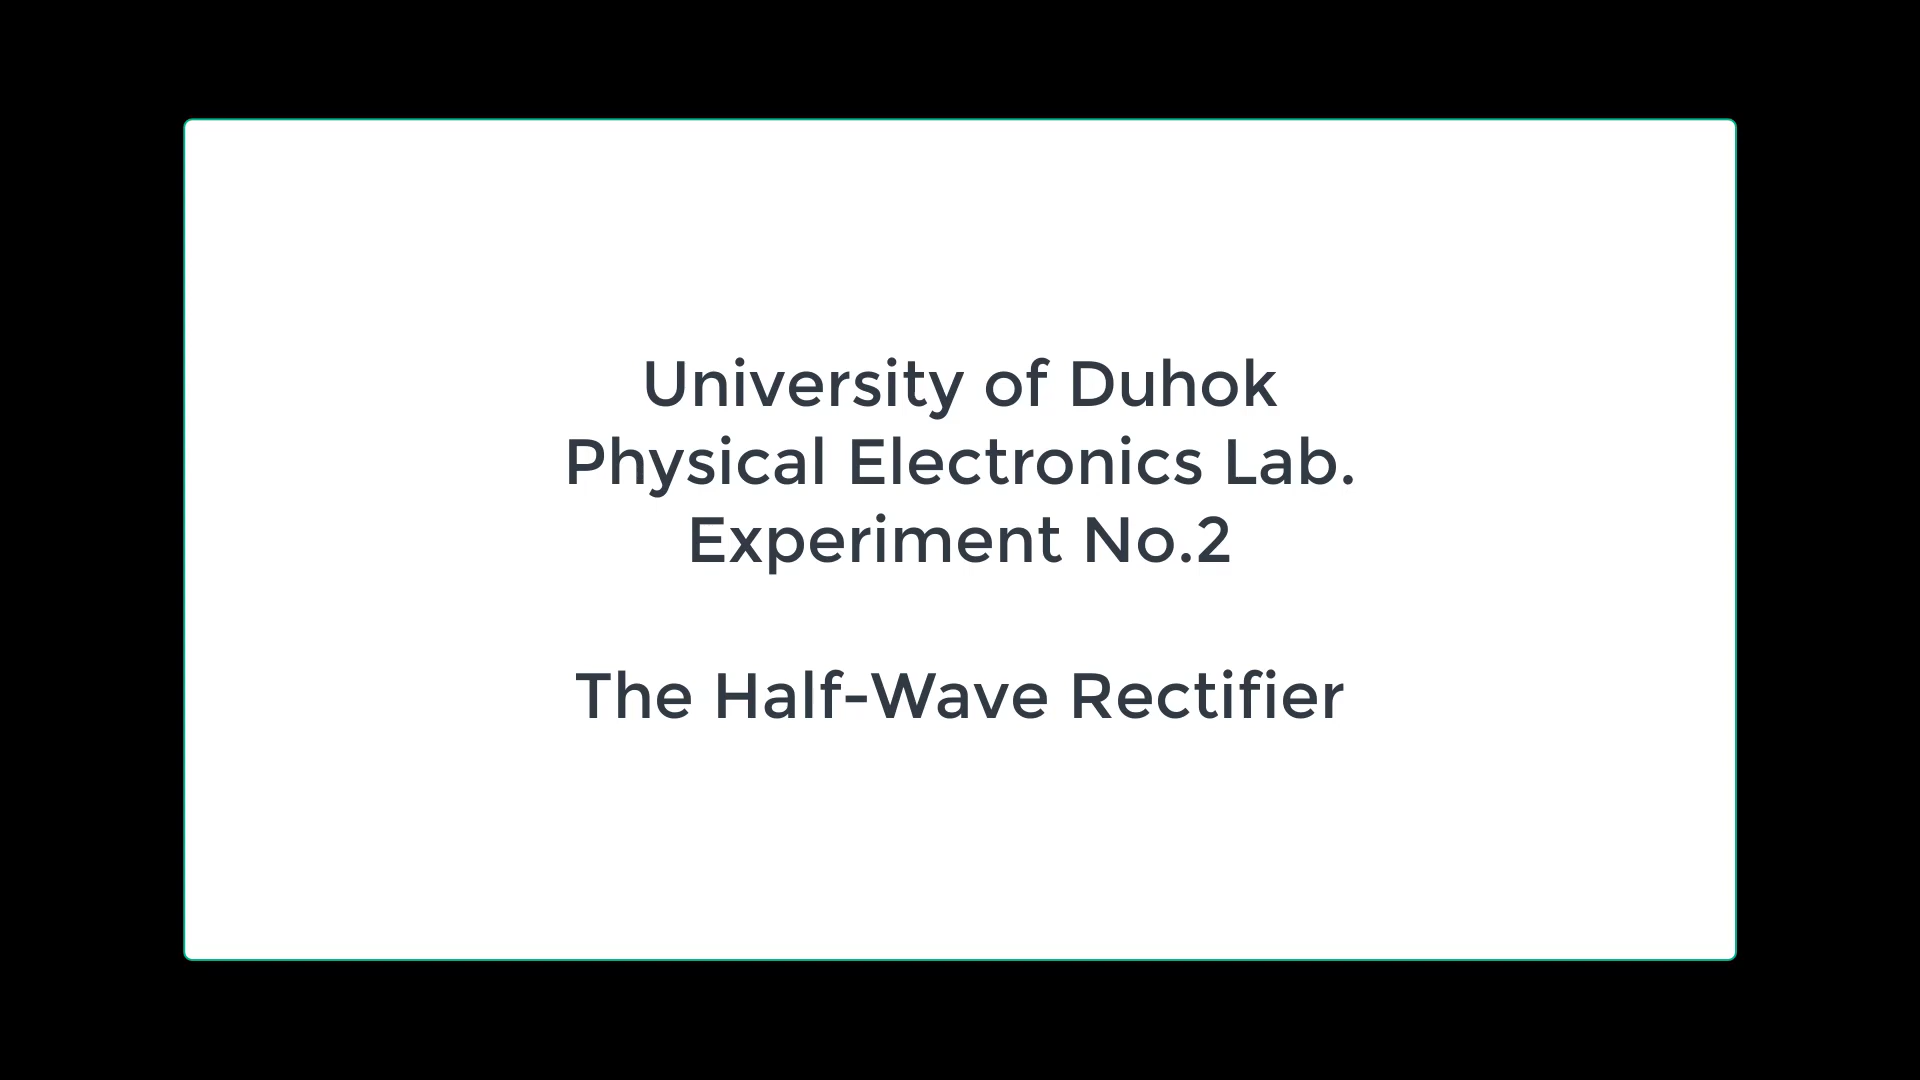 University of Duhok
Physical Electronics Lab.
Experiment No.2
The Half-Wave Rectifier